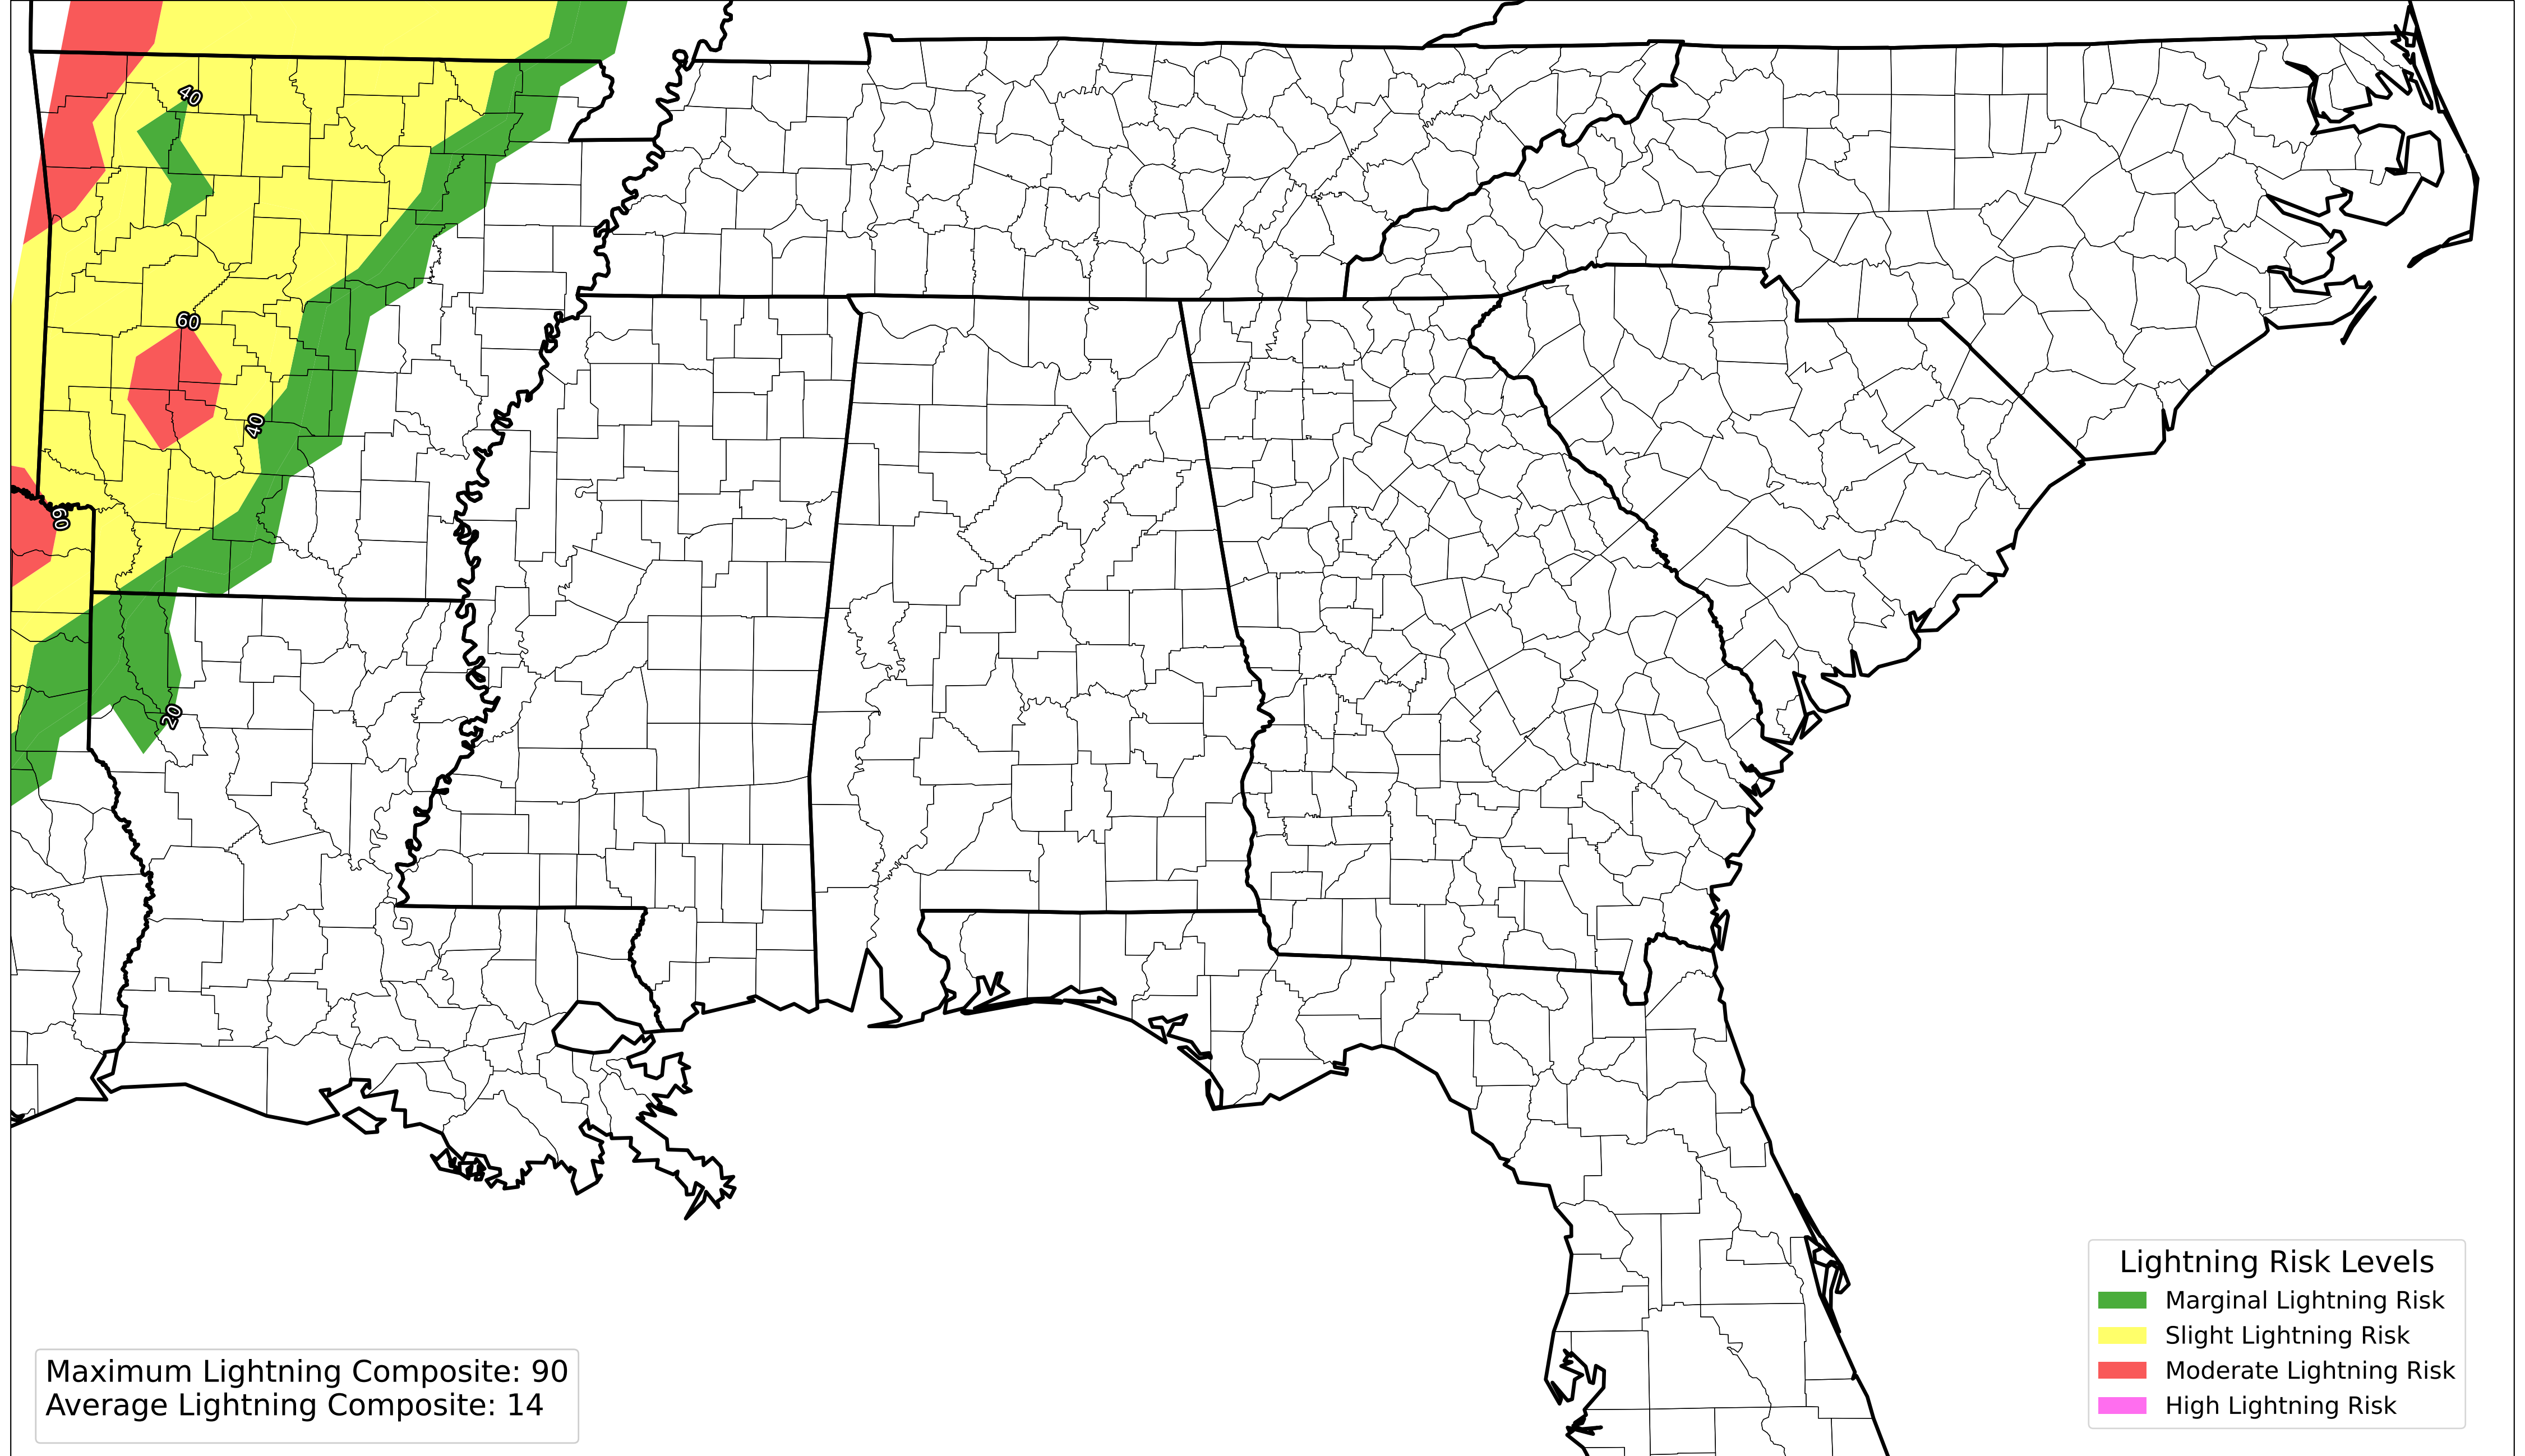 40
60
40
60
20
Maximum Lightning Composite: 90
Average Lightning Composite: 14
Lightning Risk Levels
Marginal Lightning Risk
Slight Lightning Risk
Moderate Lightning Risk
High Lightning Risk